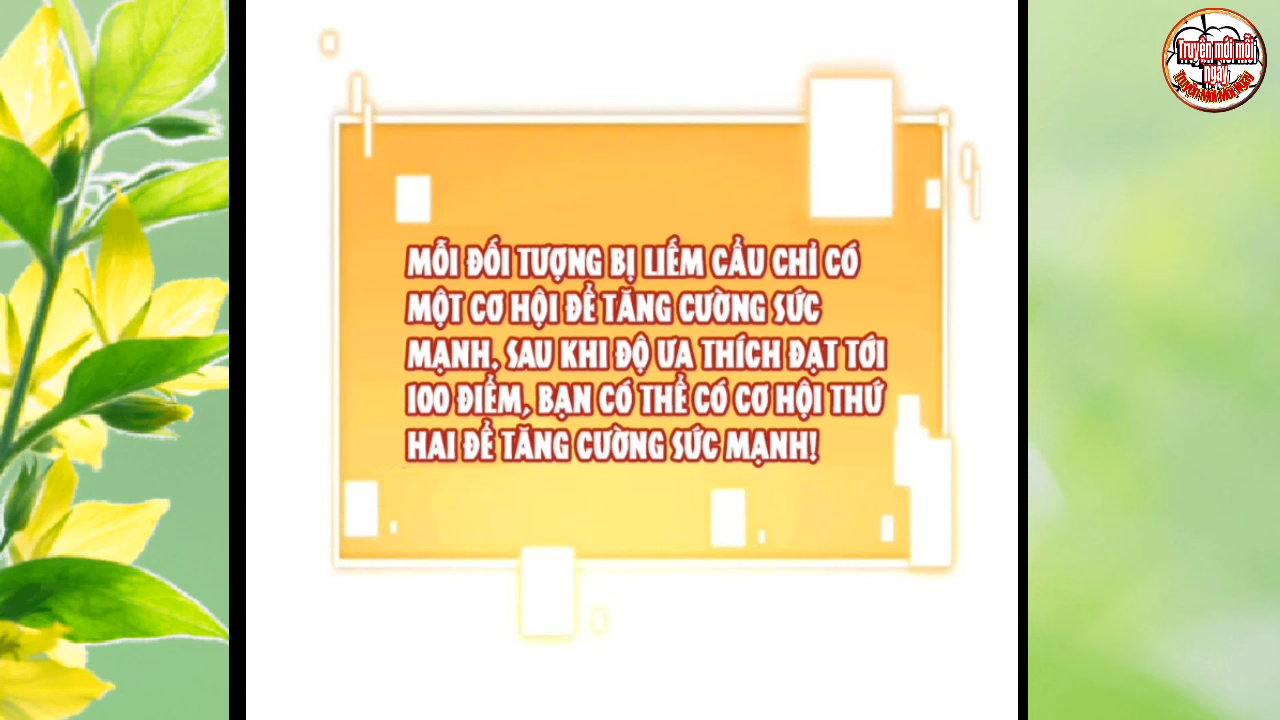 Truyện mới mỗi
ngày
MỖI ĐỐI TƯỢNG BỊ LIẾM CẨU CHỈ CÓ
MỘT CƠ HỘI ĐỂ TĂNG CƯỜNG SỨC
MẠNH. SAU KHI ĐỘ ƯA THÍCH ĐẠT TỚI
100 ĐIỂM, BẠN CÓ THỂ CÓ CƠ HỘI THỨ
HAI ĐỂ TĂNG CƯỜNG SỨC MẠNH!